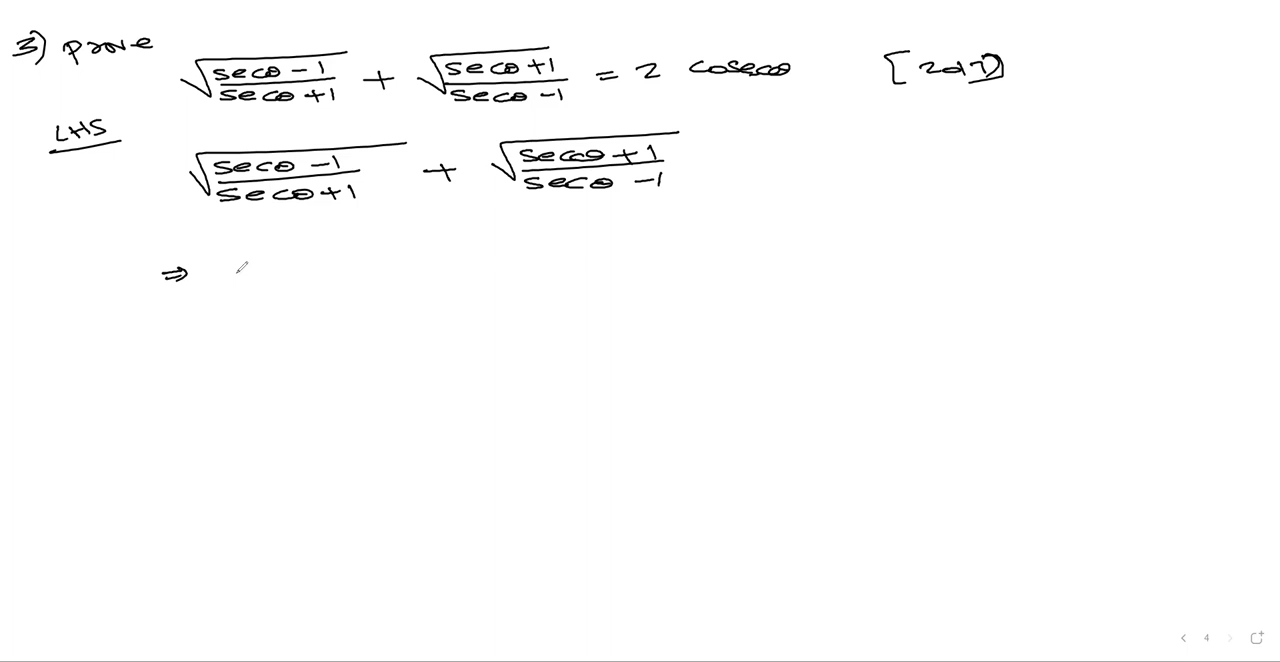 3) Prove √((secθ-1)/(secθ+1)) + √((secθ+1)/(secθ-1)) = 2 cosecθ
LHS
√((secθ-1)/(secθ+1)) + √((secθ+1)/(secθ-1))
⇒
4